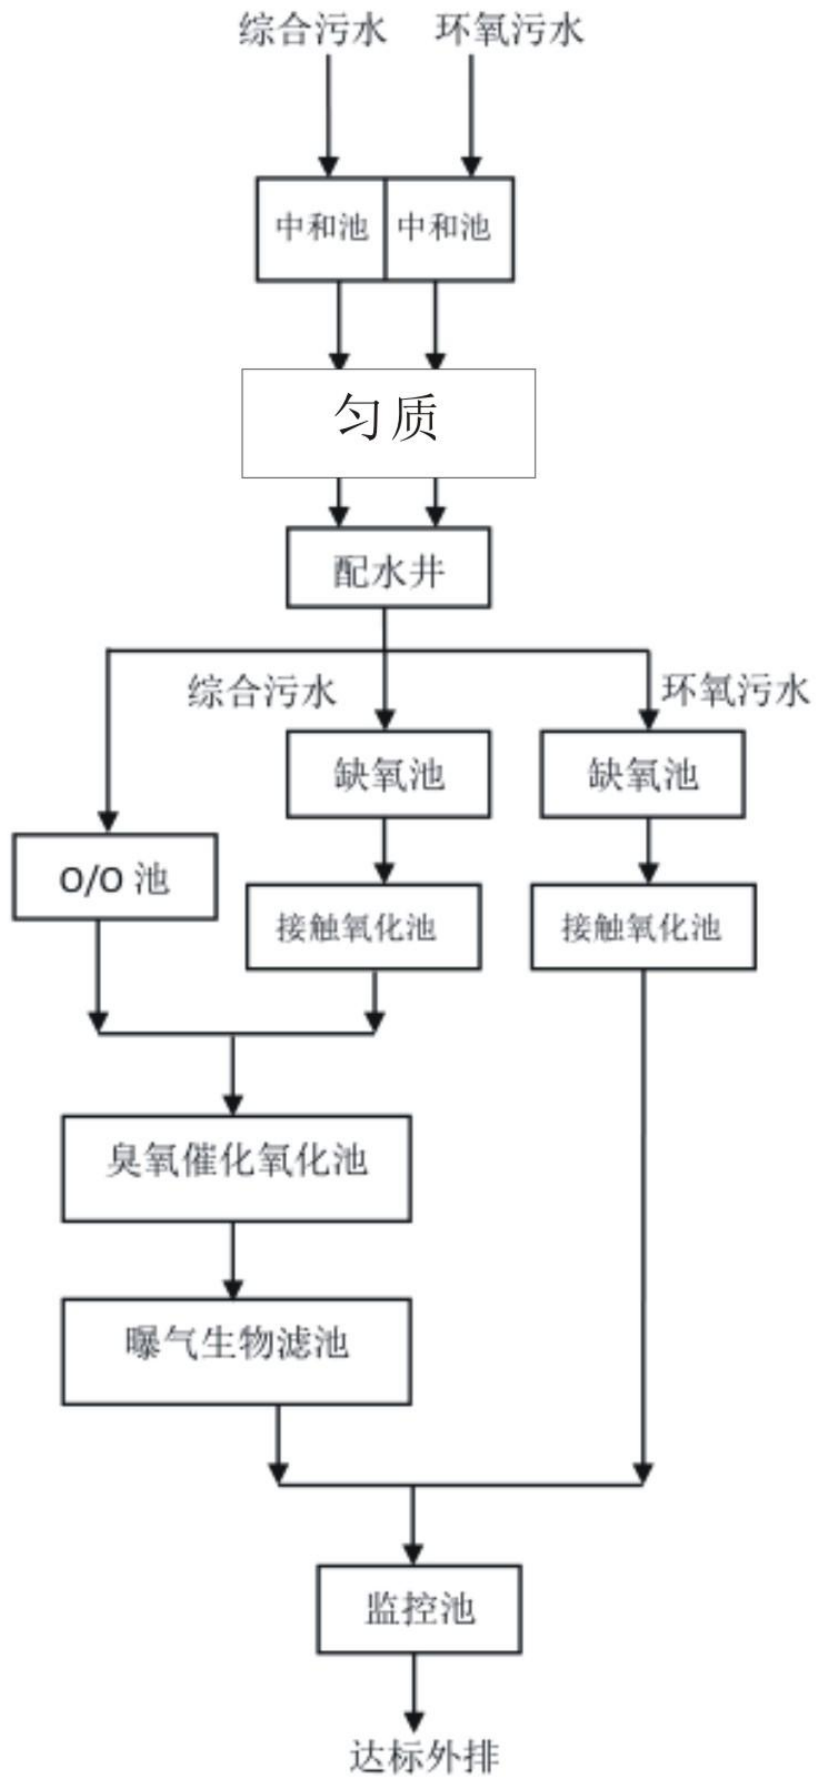 综合污水 环氧污水
中和池 中和池
匀质
配水井
综合污水 环氧污水
缺氧池 缺氧池
O/O 池
接触氧化池 接触氧化池
臭氧催化氧化池
曝气生物滤池
监控池
达标外排